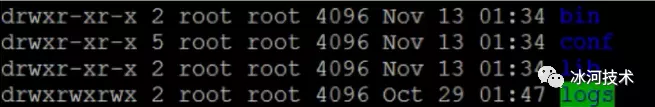 drwxr-xr-x 2 root root 4096 Nov 13 01:34 bin
drwxr-xr-x 5 root root 4096 Nov 13 01:34 conf
drwxr-xr-x 2 root root 4096 Nov 13 01:34 lib
drwxrwxrwx 2 root root 4096 Oct 29 01:47 logs
冰河技术